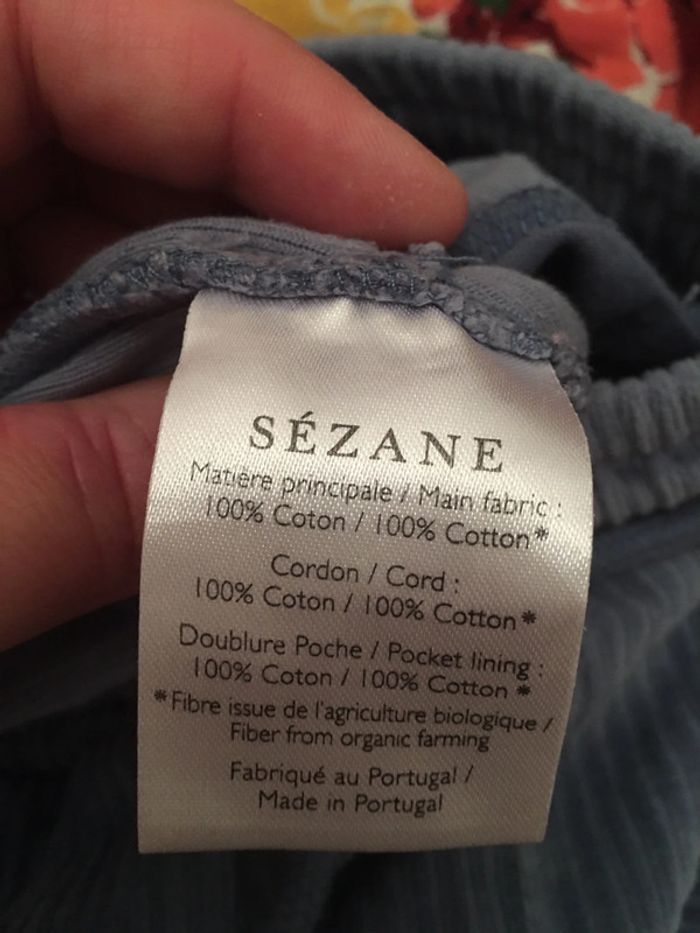 SÉZANE
Matière principale / Main fabric :
100% Coton / 100% Cotton*
Cordon / Cord :
100% Coton / 100% Cotton*
Doublure Poche / Pocket lining :
100% Coton / 100% Cotton *
*Fibre issue de l'agriculture biologique /
Fiber from organic farming
Fabriqué au Portugal /
Made in Portugal